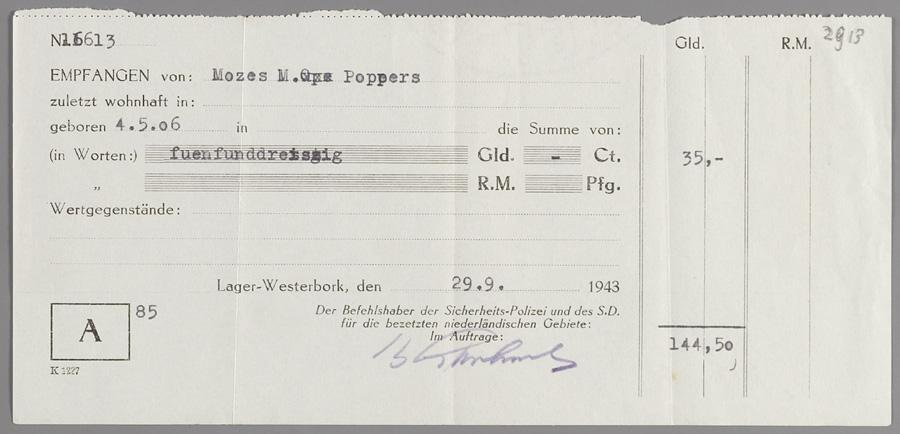 N 16613 Gld. R.M. 2913
EMPFANGEN von: Mozes M. Poppers
zuletzt wohnhaft in:
geboren 4.5.06 in die Summe von:
(in Worten:) fuenfunddreissig Gld. - Ct. 35,-
„ R.M. Pfg.
Wertgegenstände:
Lager-Westerbork, den 29.9. 1943
A 85
Der Befehlshaber der Sicherheits-Polizei und des S.D.
für die bezetzten niederländischen Gebiete:
Im Auftrage:
144,50
K 1227